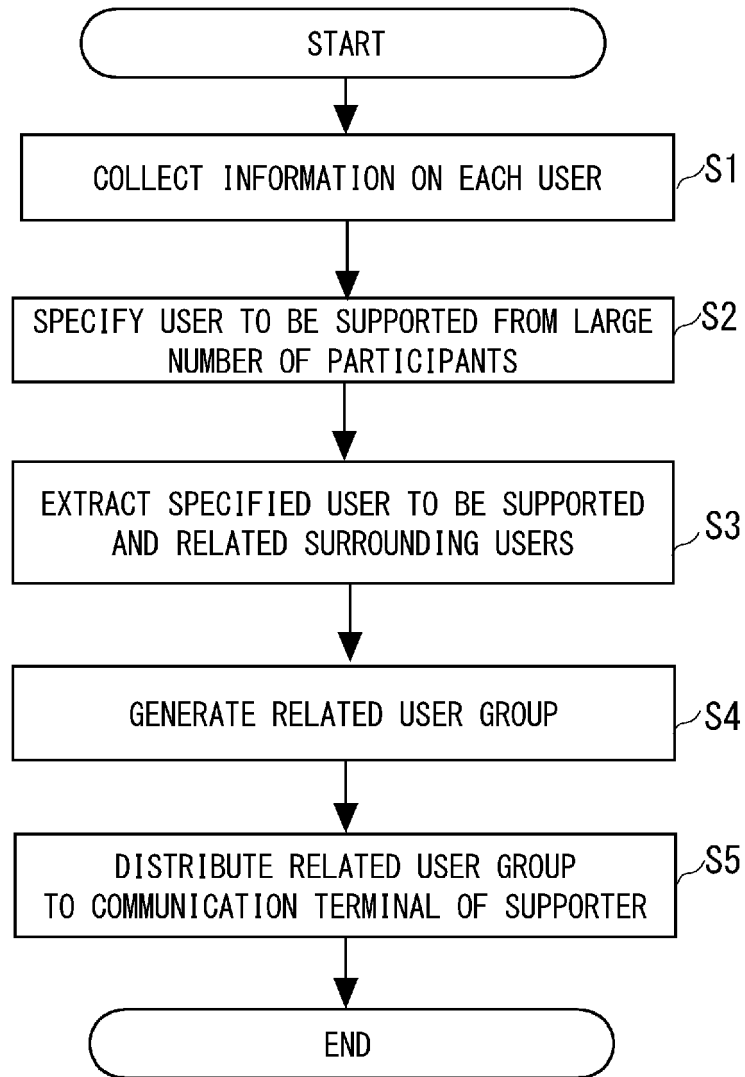 START
COLLECT INFORMATION ON EACH USER
S1
SPECIFY USER TO BE SUPPORTED FROM LARGE
NUMBER OF PARTICIPANTS
S2
EXTRACT SPECIFIED USER TO BE SUPPORTED
AND RELATED SURROUNDING USERS
S3
GENERATE RELATED USER GROUP
S4
DISTRIBUTE RELATED USER GROUP
TO COMMUNICATION TERMINAL OF SUPPORTER
S5
END